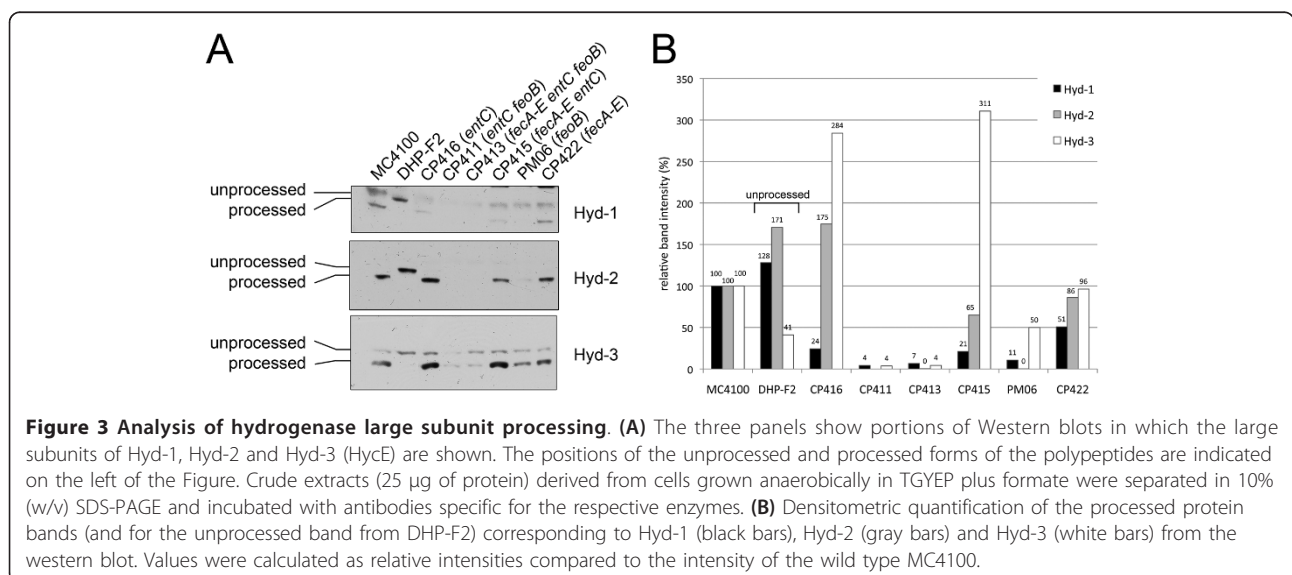 A
MC4100
DHP-F2
CP416 (entC)
CP411 (entC feoB)
CP413 (fecA-E entC feoB)
CP415 (fecA-E entC)
PM06 (feoB)
CP422 (fecA-E)
unprocessed
processed
Hyd-1
unprocessed
processed
Hyd-2
unprocessed
processed
Hyd-3
B
relative band intensity (%)
350
300
250
200
150
100
50
0
unprocessed
100 100 100
128 171 41
24 175 284
4 4
7 0 4
21 65 311
11 0 50
51 86 96
MC4100 DHP-F2 CP416 CP411 CP413 CP415 PM06 CP422
Hyd-1
Hyd-2
Hyd-3
Figure 3 Analysis of hydrogenase large subunit processing. (A) The three panels show portions of Western blots in which the large
subunits of Hyd-1, Hyd-2 and Hyd-3 (HycE) are shown. The positions of the unprocessed and processed forms of the polypeptides are indicated
on the left of the Figure. Crude extracts (25 μg of protein) derived from cells grown anaerobically in TGYEP plus formate were separated in 10%
(w/v) SDS-PAGE and incubated with antibodies specific for the respective enzymes. (B) Densitometric quantification of the processed protein
bands (and for the unprocessed band from DHP-F2) corresponding to Hyd-1 (black bars), Hyd-2 (gray bars) and Hyd-3 (white bars) from the
western blot. Values were calculated as relative intensities compared to the intensity of the wild type MC4100.